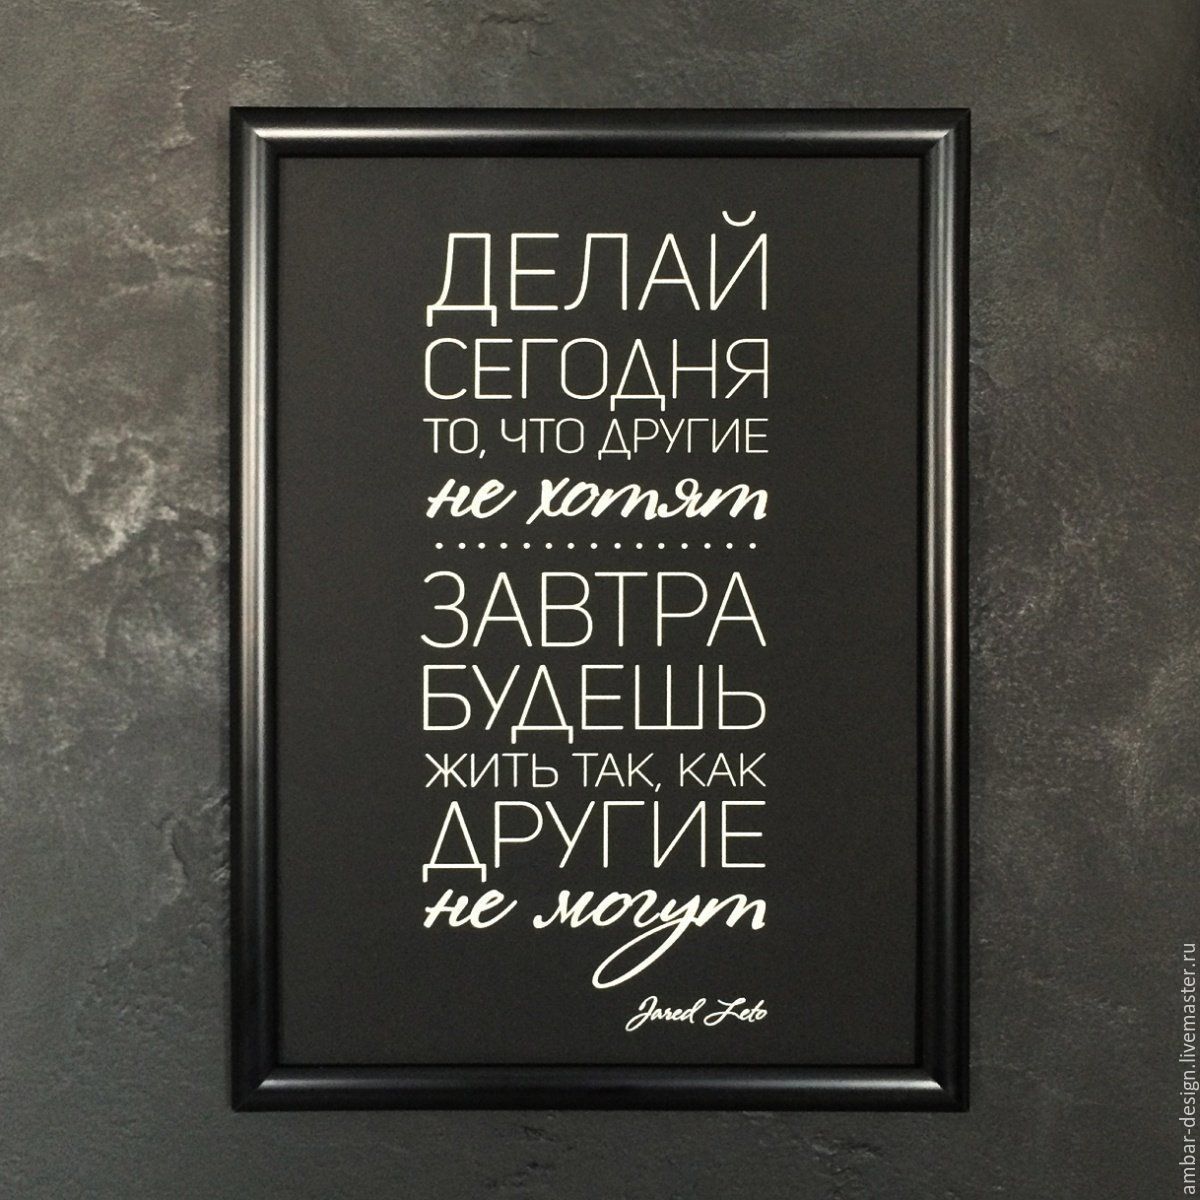 ДЕЛАЙ
СЕГОДНЯ
ТО, ЧТО ДРУГИЕ
не хотят
ЗАВТРА
БУДЕШЬ
ЖИТЬ ТАК, КАК
ДРУГИЕ
не могут
Jared Leto
ambar-design.livemaster.ru